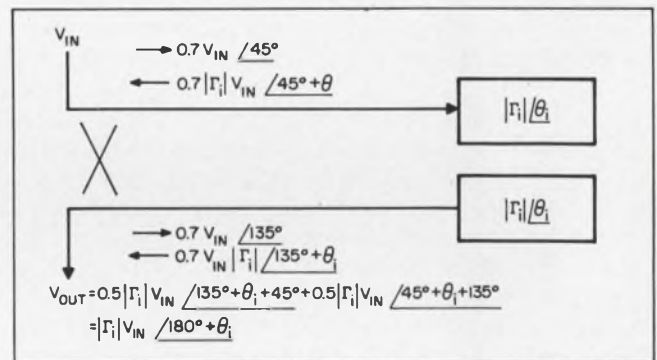 V_IN
→ 0.7 V_IN /45°
← 0.7 |Γ_i| V_IN /45° + θ
|Γ_i| /θ_i
|Γ_i| /θ_i
→ 0.7 V_IN /135°
← 0.7 V_IN |Γ_i| /135° + θ_i
V_OUT = 0.5 |Γ_i| V_IN /135° + θ_i + 45° + 0.5 |Γ_i| V_IN /45° + θ_i + 135°
= |Γ_i| V_IN /180° + θ_i